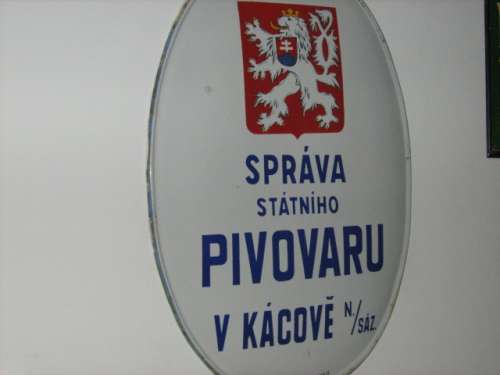 SPRÁVA
STÁTNÍHO
PIVOVARU
V KÁCOVĚ N./SÁZ.